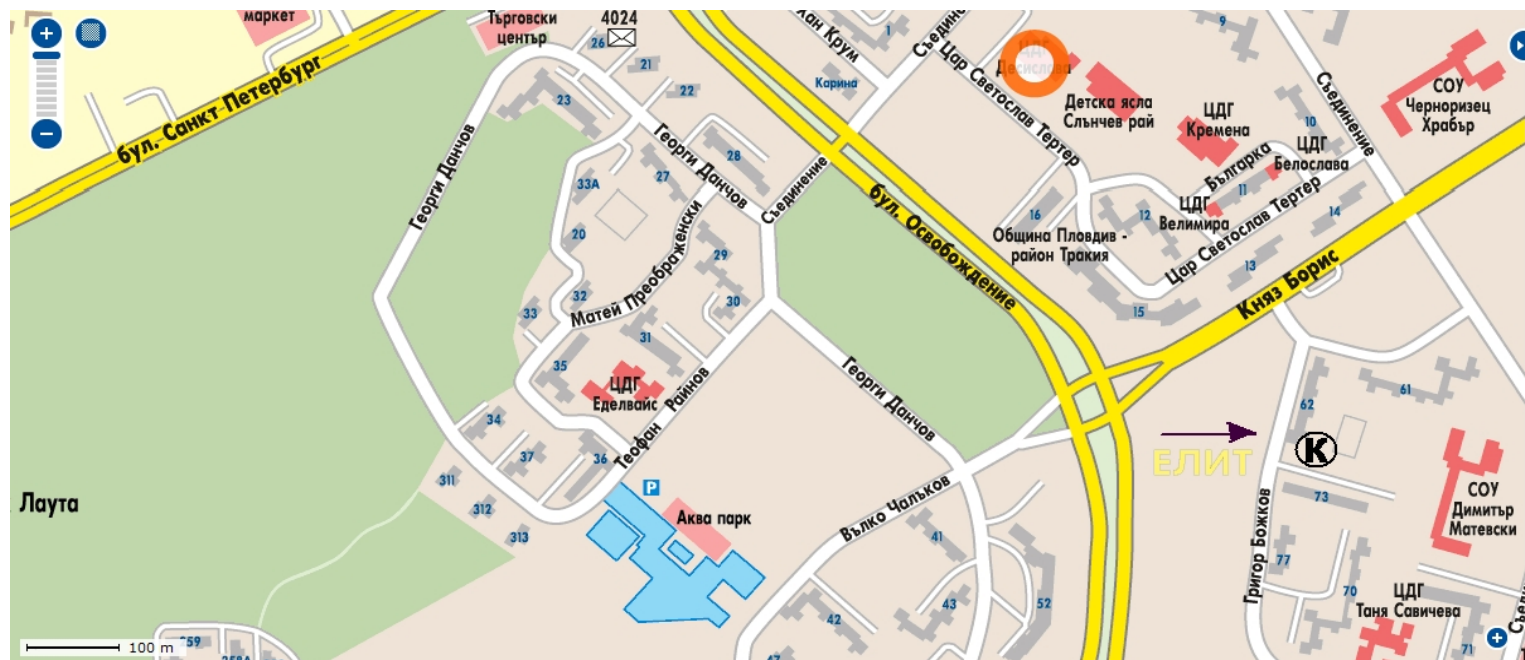 маркет
Търговски
център
4024
26
21
22
23
бул. Санкт Петербург
Георги Данчов
Георги Данчов
28
27
33А
20
Матей Преображенски
29
30
31
32
33
35
ЦДГ
Еделвайс
Теофан Райнов
34
37
36
311
312
313
Лаута
P
Аква парк
Хан Крум
1
Карина
Съединение
бул. Освобождение
Георги Данчов
Вълко Чалъков
41
42
43
52
ЦДГ
Десислава
Детска ясла
Слънчев рай
Цар Светослав Тертер
9
ЦДГ
Кремена
10
ЦДГ
Белослава
Българка
11
ЦДГ
Велимира
12
16
Община Пловдив -
район Тракия
Цар Светослав Тертер
13
14
15
Съединение
СОУ
Черноризец
Храбър
Княз Борис
ЕЛИТ
K
62
61
73
77
70
71
Григор Божков
СОУ
Димитър
Матевски
ЦДГ
Таня Савичева
100 m